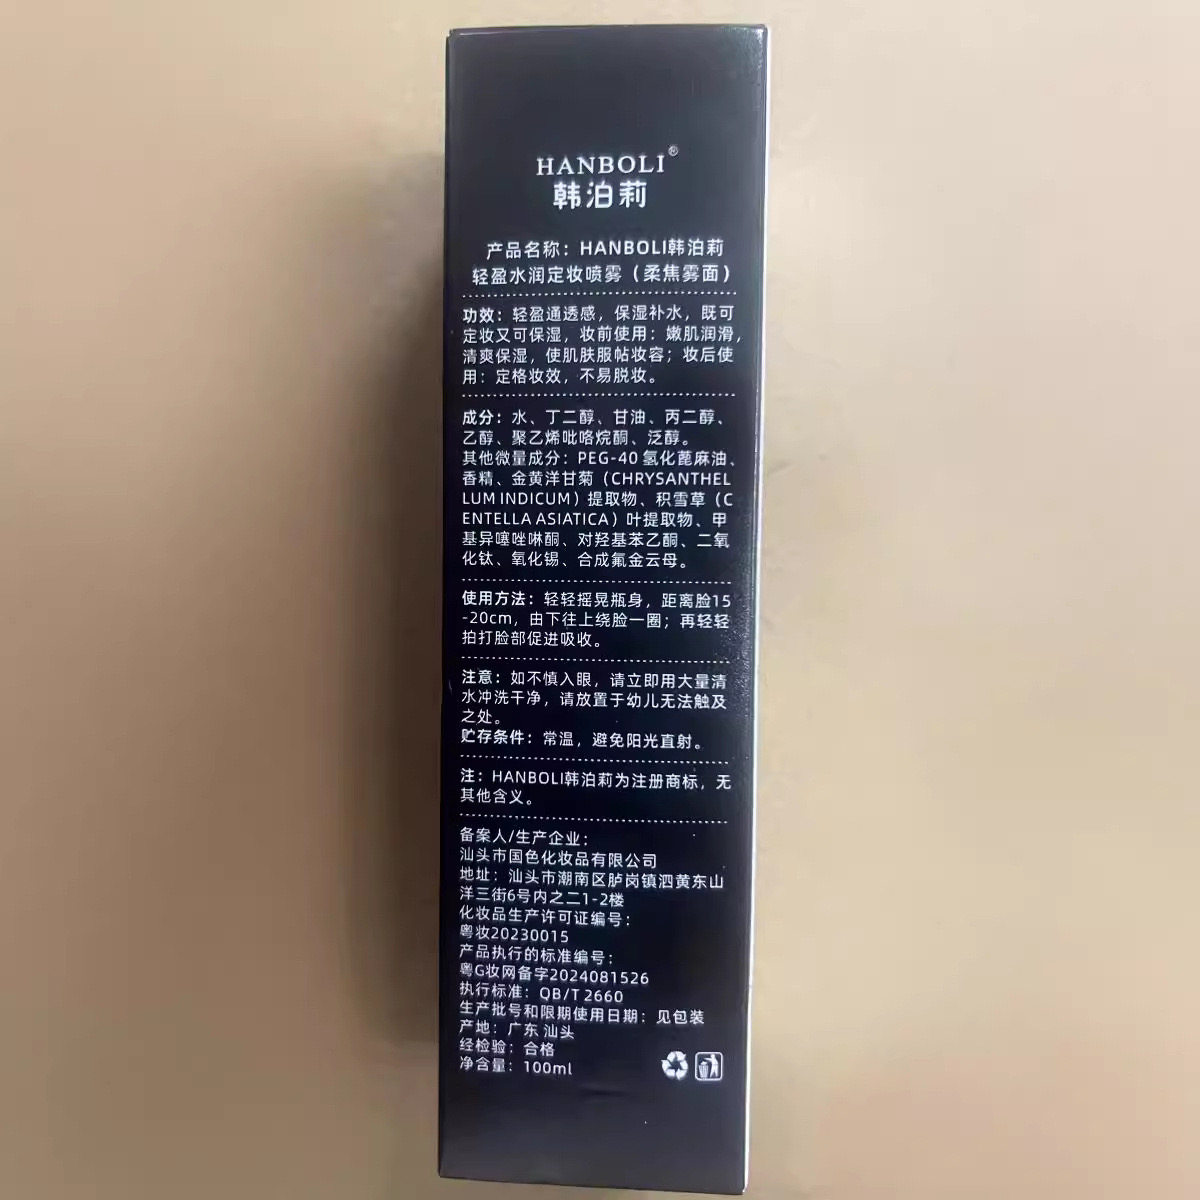 HANBOLI®
韩泊莉
产品名称：HANBOLI韩泊莉
轻盈水润定妆喷雾（柔焦雾面）
功效：轻盈通透感，保湿补水，既可
定妆又可保湿，妆前使用：嫩肌润滑，
清爽保湿，使肌肤服帖妆容；妆后使
用：定格妆效，不易脱妆。
成分：水、丁二醇、甘油、丙二醇、
乙醇、聚乙烯吡咯烷酮、泛醇。
其他微量成分：PEG-40 氢化蓖麻油、
香精、金黄洋甘菊（CHRYSANTHEL
LUM INDICUM）提取物、积雪草（C
ENTELLA ASIATICA）叶提取物、甲
基异噻唑啉酮、对羟基苯乙酮、二氧
化钛、氧化锡、合成氟金云母。
使用方法：轻轻摇晃瓶身，距离脸15
-20cm，由下往上绕脸一圈；再轻轻
拍打脸部促进吸收。
注意：如不慎入眼，请立即用大量清
水冲洗干净，请放置于幼儿无法触及
之处。
贮存条件：常温，避免阳光直射。
注：HANBOLI韩泊莉为注册商标，无
其他含义。
备案人/生产企业：
汕头市国色化妆品有限公司
地址：汕头市潮南区胪岗镇泗黄东山
洋三街6号内之二1-2楼
化妆品生产许可证编号：
粤妆20230015
产品执行的标准编号：
粤G妆网备字2024081526
执行标准：QB/T 2660
生产批号和限期使用日期：见包装
产地：广东 汕头
经检验：合格
净含量：100ml